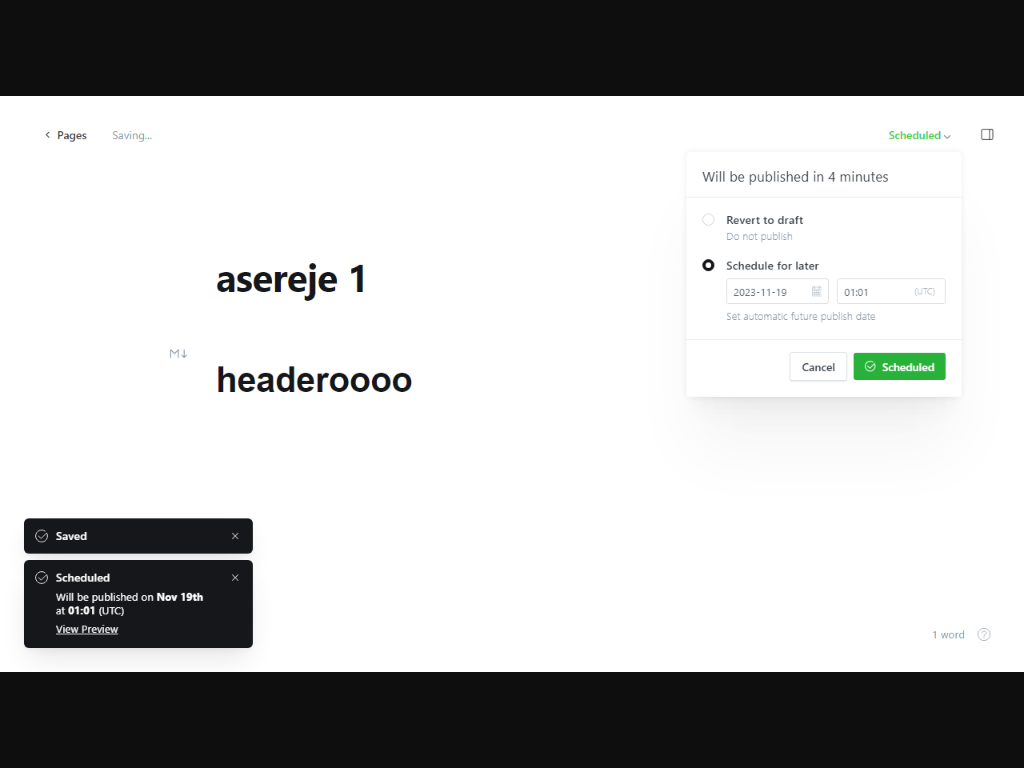 Pages
Saving...
Scheduled
Will be published in 4 minutes
Revert to draft
Do not publish
Schedule for later
2023-11-19
01:01
(UTC)
Set automatic future publish date
Cancel
Scheduled
asereje 1
M↓
headeroooo
Saved
Scheduled
Will be published on Nov 19th
at 01:01 (UTC)
View Preview
1 word
?